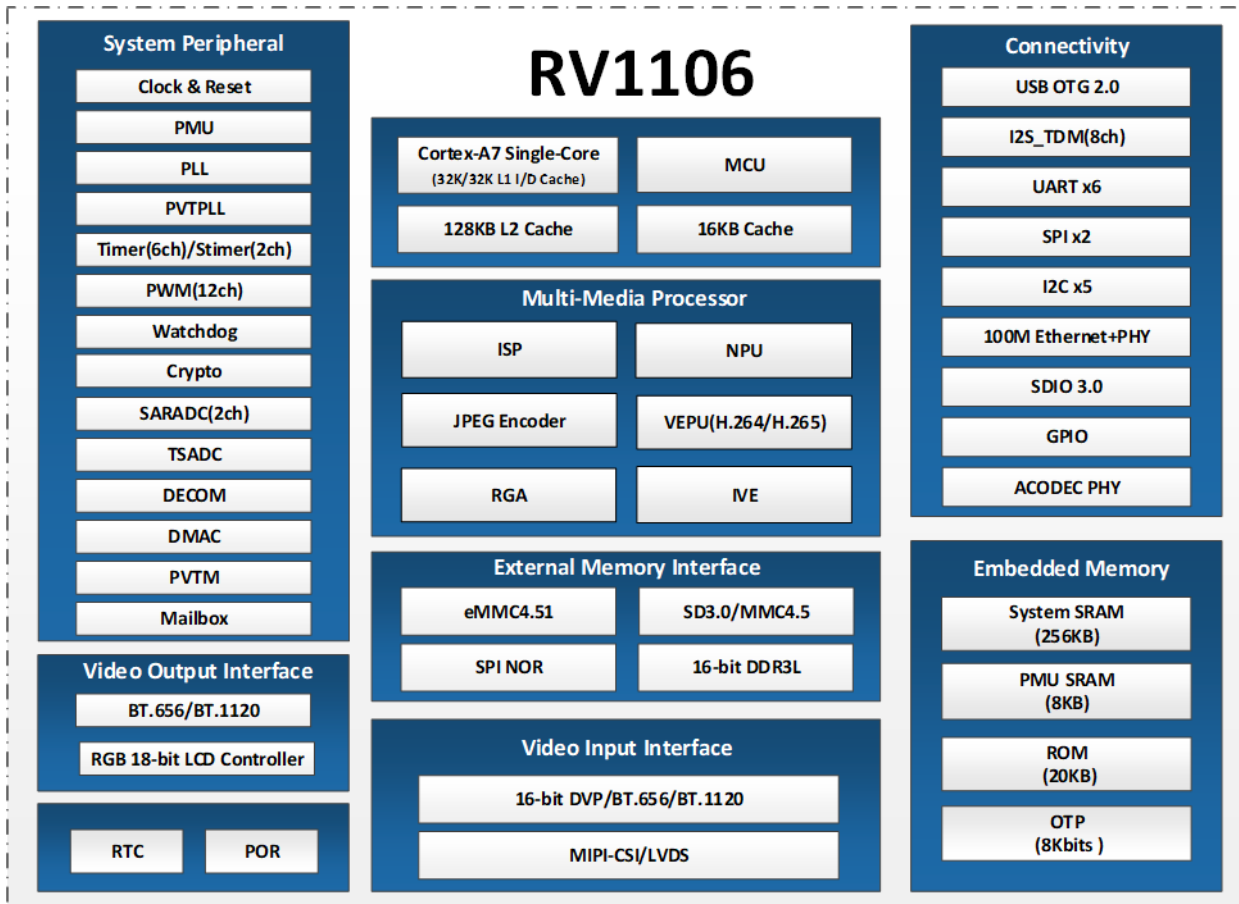 System Peripheral
Clock & Reset
PMU
PLL
PVTPLL
Timer(6ch)/Stimer(2ch)
PWM(12ch)
Watchdog
Crypto
SARADC(2ch)
TSADC
DECOM
DMAC
PVTM
Mailbox
Video Output Interface
BT.656/BT.1120
RGB 18-bit LCD Controller
RTC
POR
RV1106
Cortex-A7 Single-Core
(32K/32K L1 I/D Cache)
MCU
128KB L2 Cache
16KB Cache
Multi-Media Processor
ISP
NPU
JPEG Encoder
VEPU(H.264/H.265)
RGA
IVE
External Memory Interface
eMMC4.51
SD3.0/MMC4.5
SPI NOR
16-bit DDR3L
Video Input Interface
16-bit DVP/BT.656/BT.1120
MIPI-CSI/LVDS
Connectivity
USB OTG 2.0
I2S_TDM(8ch)
UART x6
SPI x2
I2C x5
100M Ethernet+PHY
SDIO 3.0
GPIO
ACODEC PHY
Embedded Memory
System SRAM
(256KB)
PMU SRAM
(8KB)
ROM
(20KB)
OTP
(8Kbits )